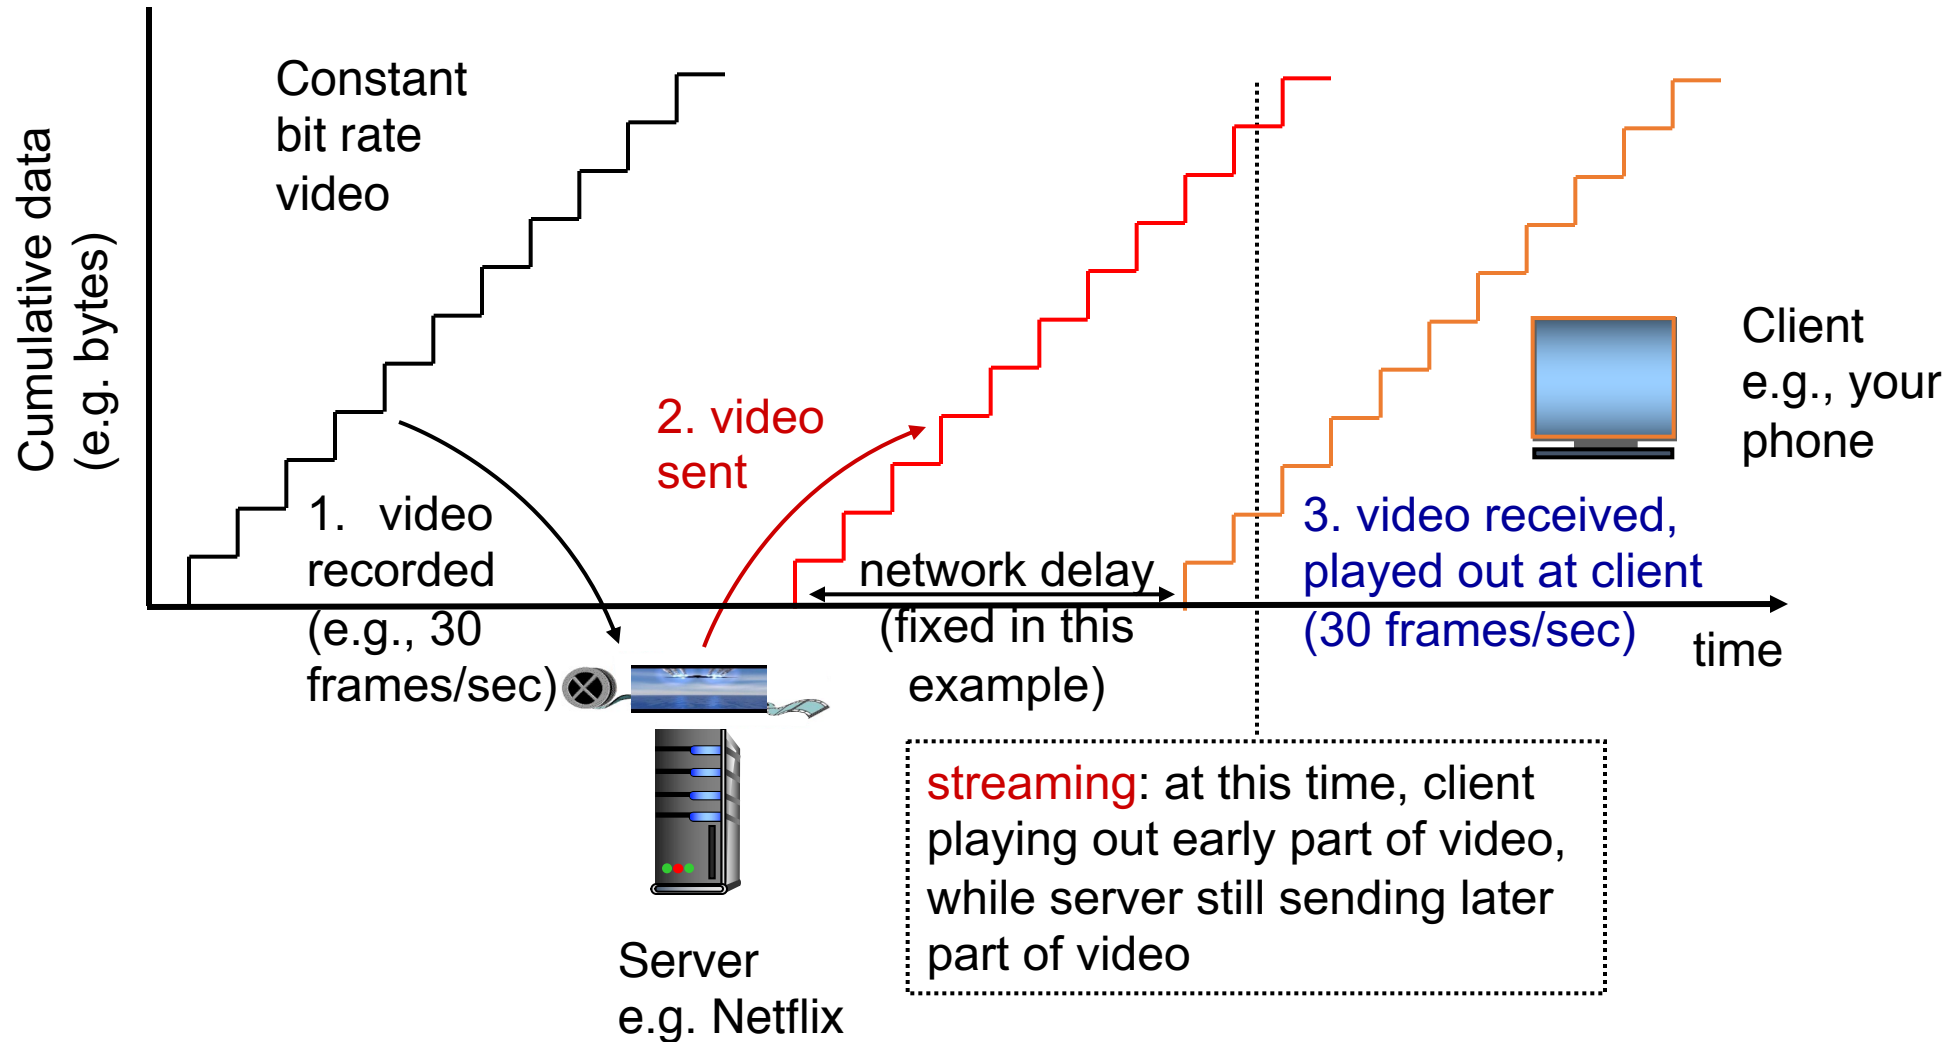 Cumulative data
(e.g. bytes)
Constant
bit rate
video
1. video
recorded
(e.g., 30
frames/sec)
2. video
sent
network delay
(fixed in this
example)
Client
e.g., your
phone
3. video received,
played out at client
(30 frames/sec)
time
streaming: at this time, client
playing out early part of video,
while server still sending later
part of video
Server
e.g. Netflix